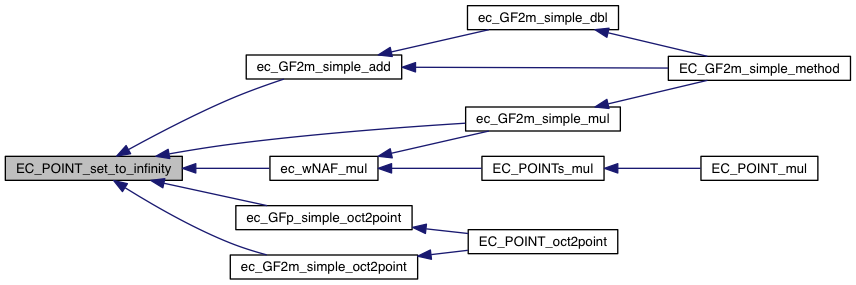 ec_GF2m_simple_dbl
ec_GF2m_simple_add
EC_GF2m_simple_method
ec_GF2m_simple_mul
EC_POINT_set_to_infinity
ec_wNAF_mul
EC_POINTs_mul
EC_POINT_mul
ec_GFp_simple_oct2point
EC_POINT_oct2point
ec_GF2m_simple_oct2point